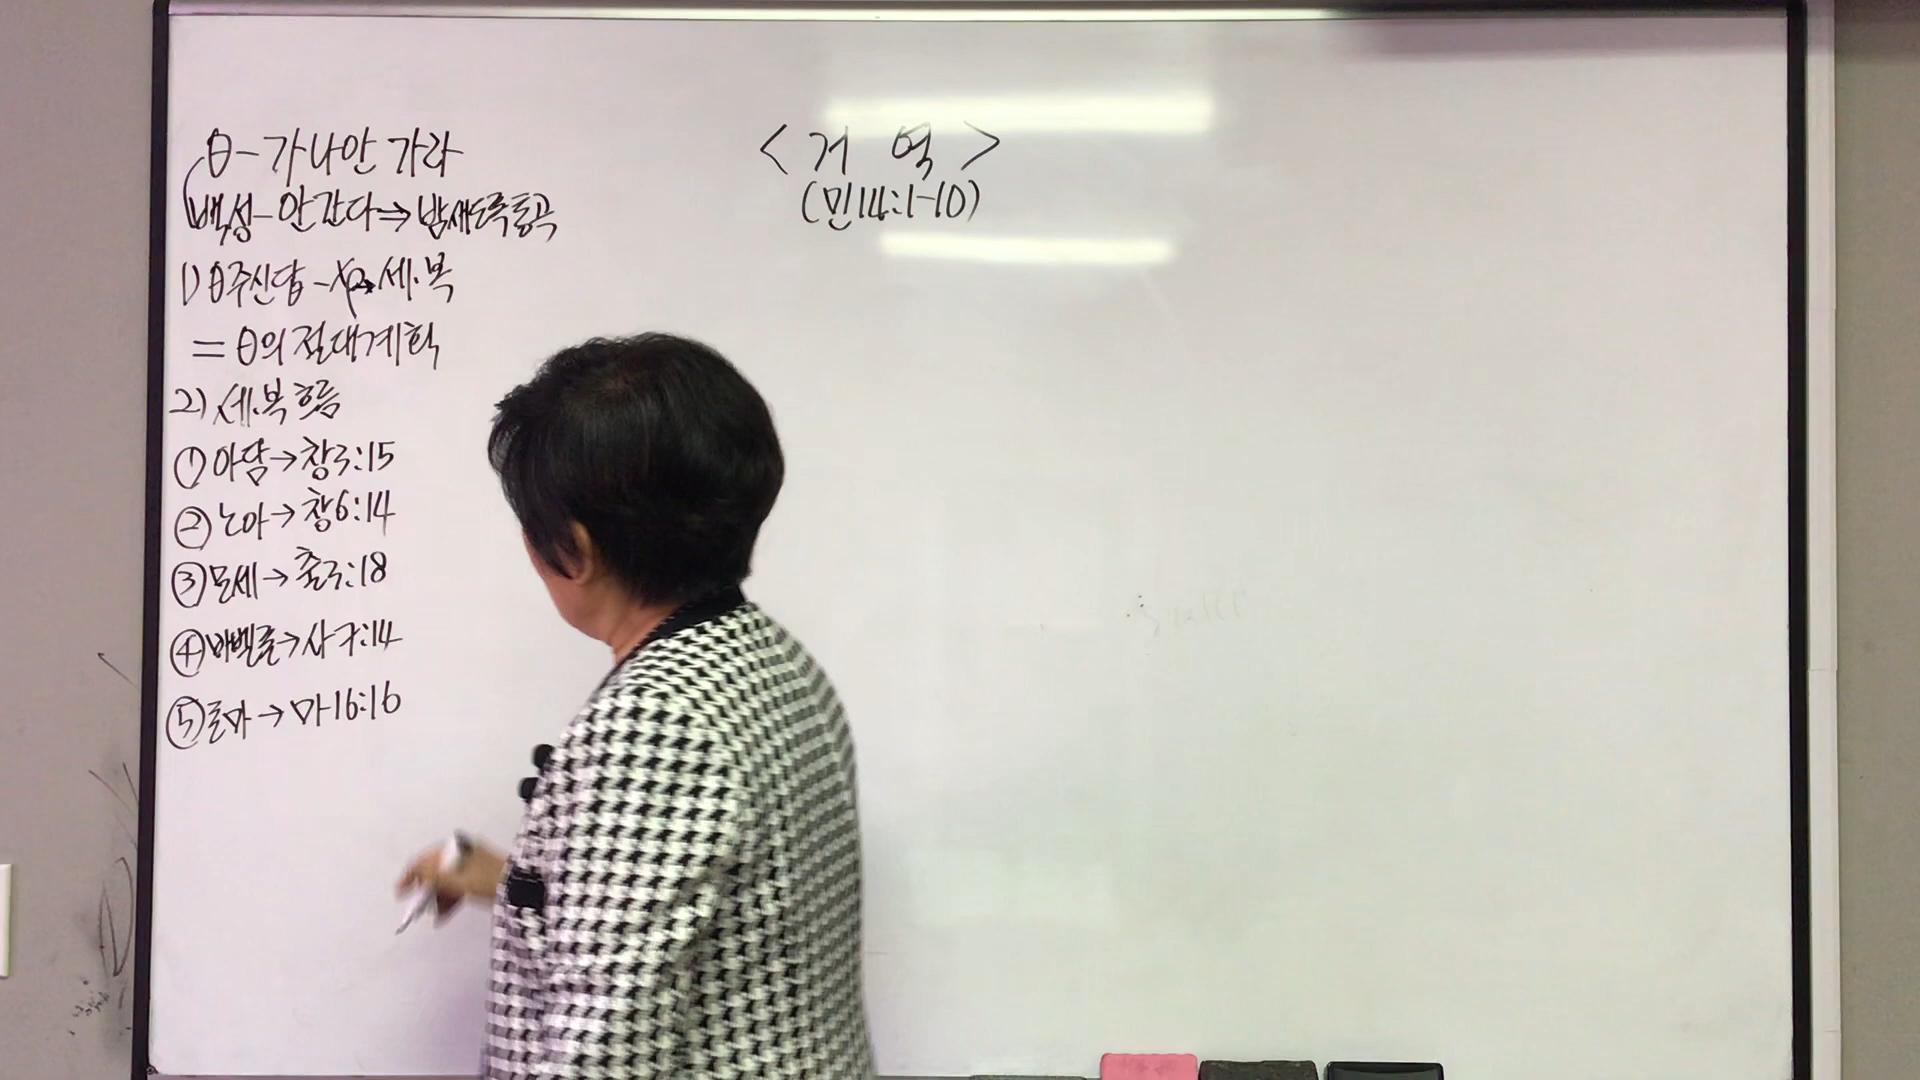 <거역>
(민14:1-10)
θ-가나안 가라
백성-안간다⇒밤새도록통곡
1) θ주신답- 세.복
=θ의 절대계획
2) 세.복 흐름
① 아담→창3:15
② 노아→창6:14
③ 모세→출3:18
④ 바벨론→사7:14
⑤ 로마→마16:16